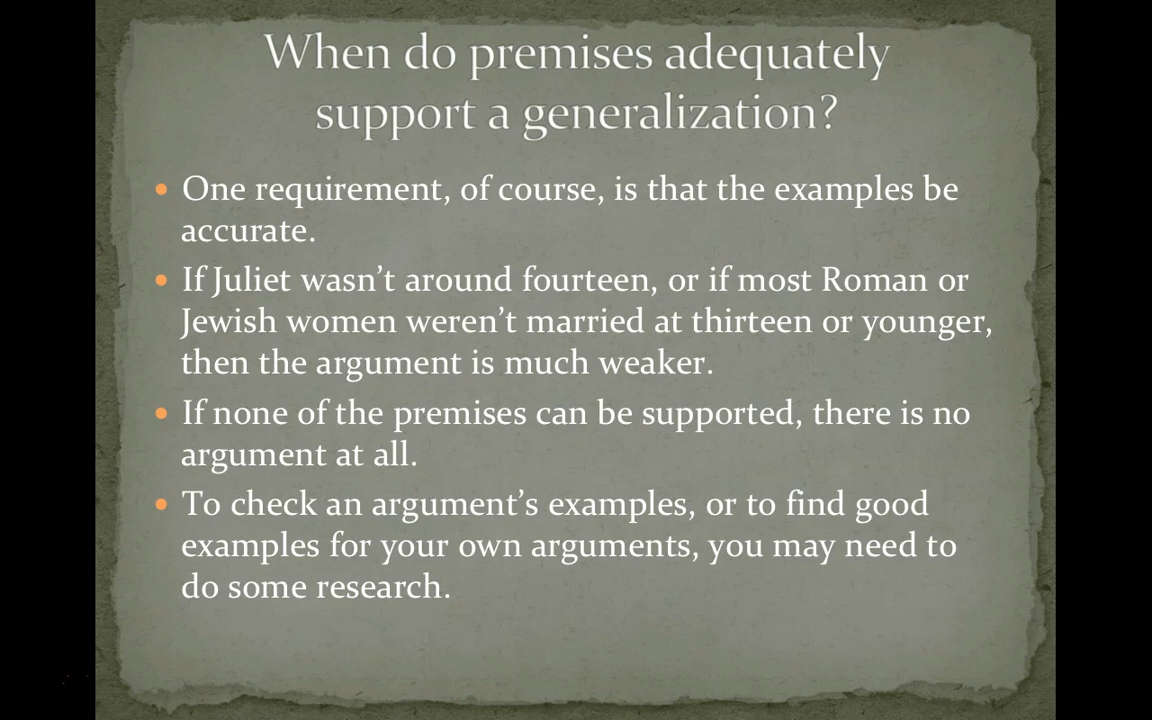 When do premises adequately
support a generalization?
• One requirement, of course, is that the examples be
accurate.
• If Juliet wasn’t around fourteen, or if most Roman or
Jewish women weren’t married at thirteen or younger,
then the argument is much weaker.
• If none of the premises can be supported, there is no
argument at all.
• To check an argument’s examples, or to find good
examples for your own arguments, you may need to
do some research.